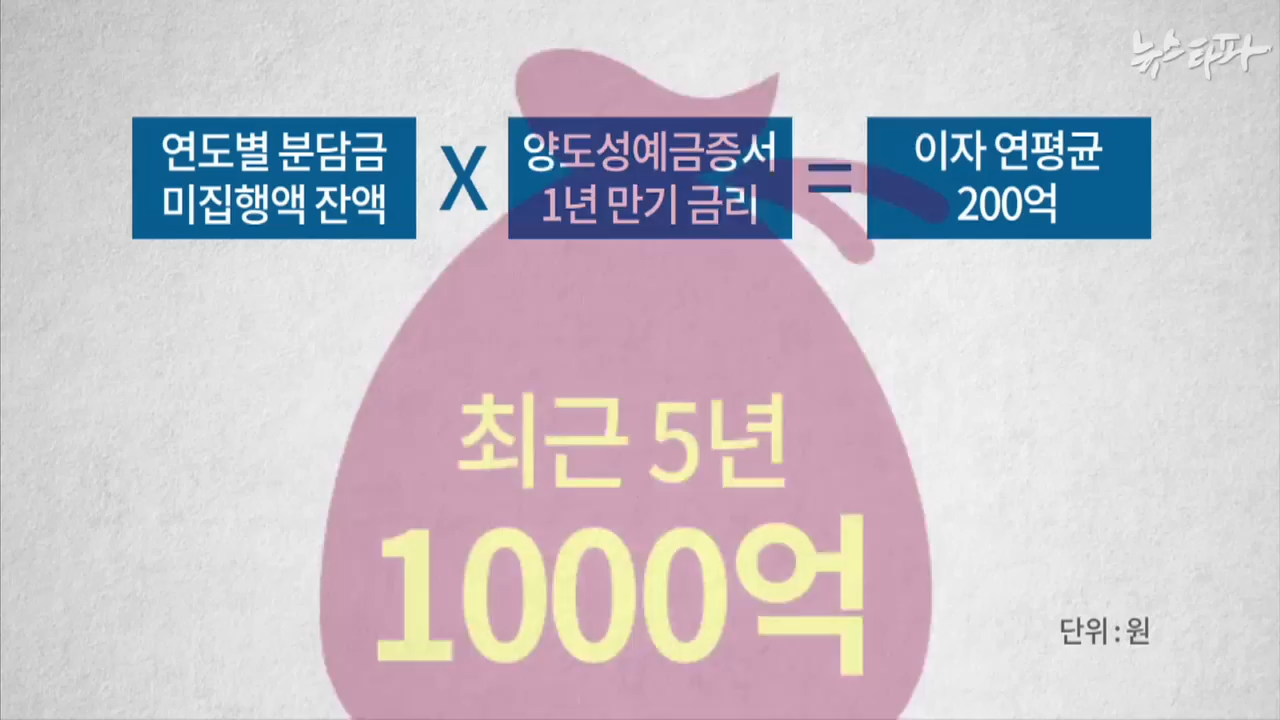 뉴스타파
연도별 분담금
미집행액 잔액
X
양도성예금증서
1년 만기 금리
=
이자 연평균
200억
최근 5년
1000억
단위 : 원